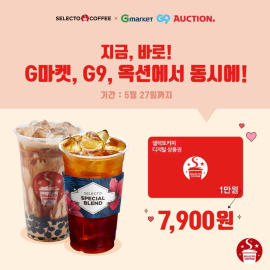 SELECTO COFFEE × Gmarket G9 AUCTION.
지금, 바로!
G마켓, G9, 옥션에서 동시에!
기간 : 5월 27일까지
셀렉토커피
디지털 상품권
1만원
7,900원
SELECTO
SPECIAL
BLEND